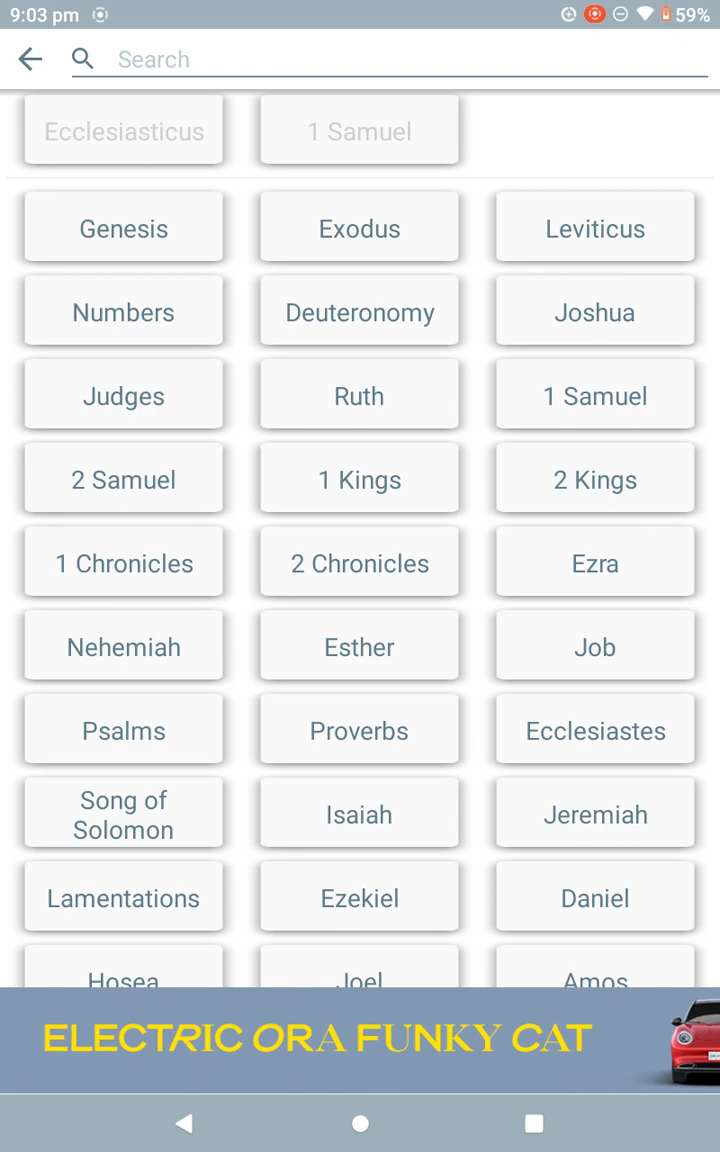 9:03 pm 59%
Search
Ecclesiasticus 1 Samuel
Genesis Exodus Leviticus
Numbers Deuteronomy Joshua
Judges Ruth 1 Samuel
2 Samuel 1 Kings 2 Kings
1 Chronicles 2 Chronicles Ezra
Nehemiah Esther Job
Psalms Proverbs Ecclesiastes
Song of
Solomon
Isaiah Jeremiah
Lamentations Ezekiel Daniel
Hosea Joel Amos
ELECTRIC ORA FUNKY CAT